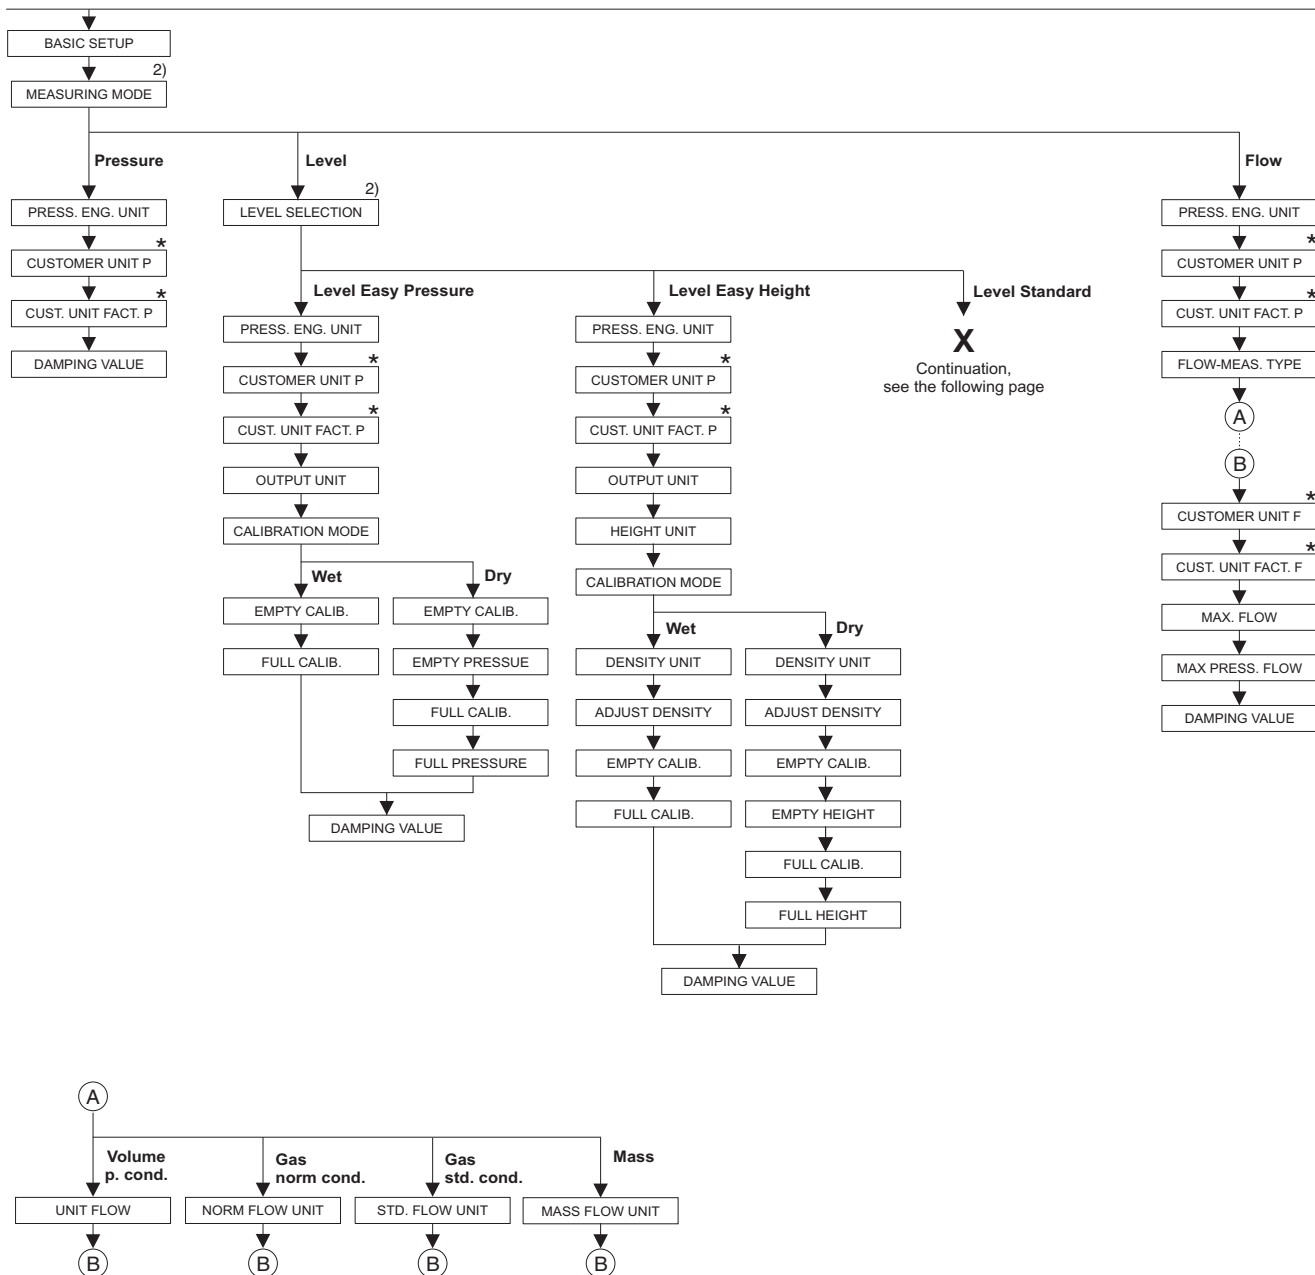 BASIC SETUP
2)
MEASURING MODE
Pressure
PRESS. ENG. UNIT
*
CUSTOMER UNIT P
*
CUST. UNIT FACT. P
DAMPING VALUE
Level
2)
LEVEL SELECTION
Level Easy Pressure
PRESS. ENG. UNIT
*
CUSTOMER UNIT P
*
CUST. UNIT FACT. P
OUTPUT UNIT
CALIBRATION MODE
Wet
EMPTY CALIB.
FULL CALIB.
Dry
EMPTY CALIB.
EMPTY PRESSUE
FULL CALIB.
FULL PRESSURE
DAMPING VALUE
Level Easy Height
PRESS. ENG. UNIT
*
CUSTOMER UNIT P
*
CUST. UNIT FACT. P
OUTPUT UNIT
HEIGHT UNIT
CALIBRATION MODE
Wet
DENSITY UNIT
ADJUST DENSITY
EMPTY CALIB.
FULL CALIB.
Dry
DENSITY UNIT
ADJUST DENSITY
EMPTY CALIB.
EMPTY HEIGHT
FULL CALIB.
FULL HEIGHT
DAMPING VALUE
Level Standard
X
Continuation,
see the following page
Flow
PRESS. ENG. UNIT
*
CUSTOMER UNIT P
*
CUST. UNIT FACT. P
FLOW-MEAS. TYPE
A
B
*
CUSTOMER UNIT F
*
CUST. UNIT FACT. F
MAX. FLOW
MAX PRESS. FLOW
DAMPING VALUE
A
Volume
p. cond.
UNIT FLOW
B
Gas
norm cond.
NORM FLOW UNIT
B
Gas
std. cond.
STD. FLOW UNIT
B
Mass
MASS FLOW UNIT
B